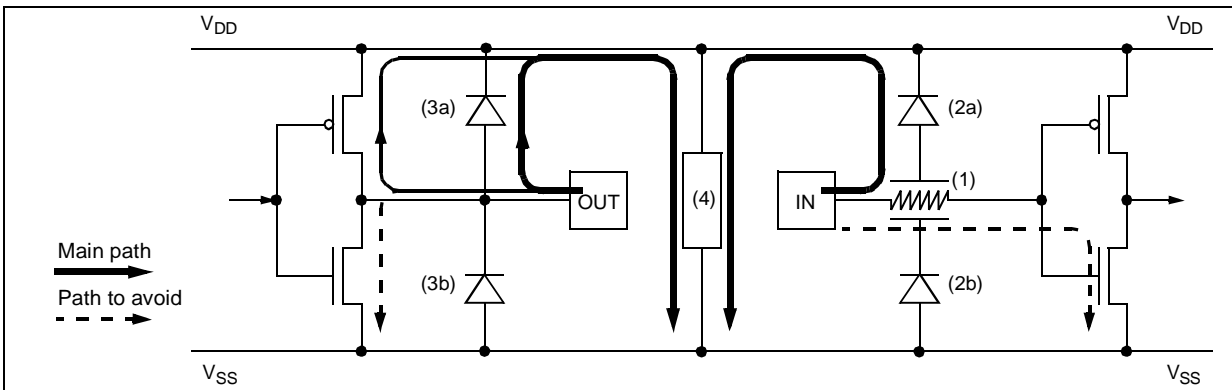 VDD
VDD
(3a)
(2a)
(1)
OUT
(4)
IN
Main path
(3b)
(2b)
Path to avoid
VSS
VSS